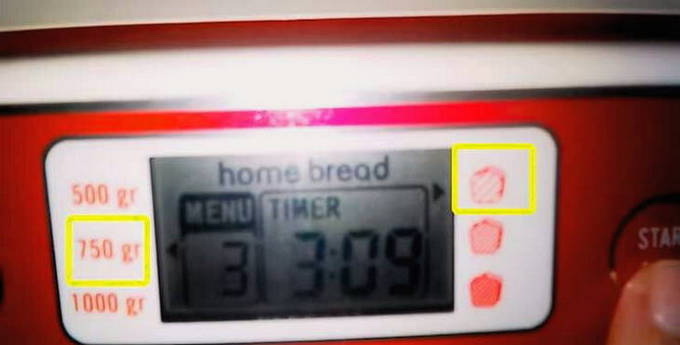 home bread
500 gr
750 gr
1000 gr
MENU
3
TIMER
3:09
STAR